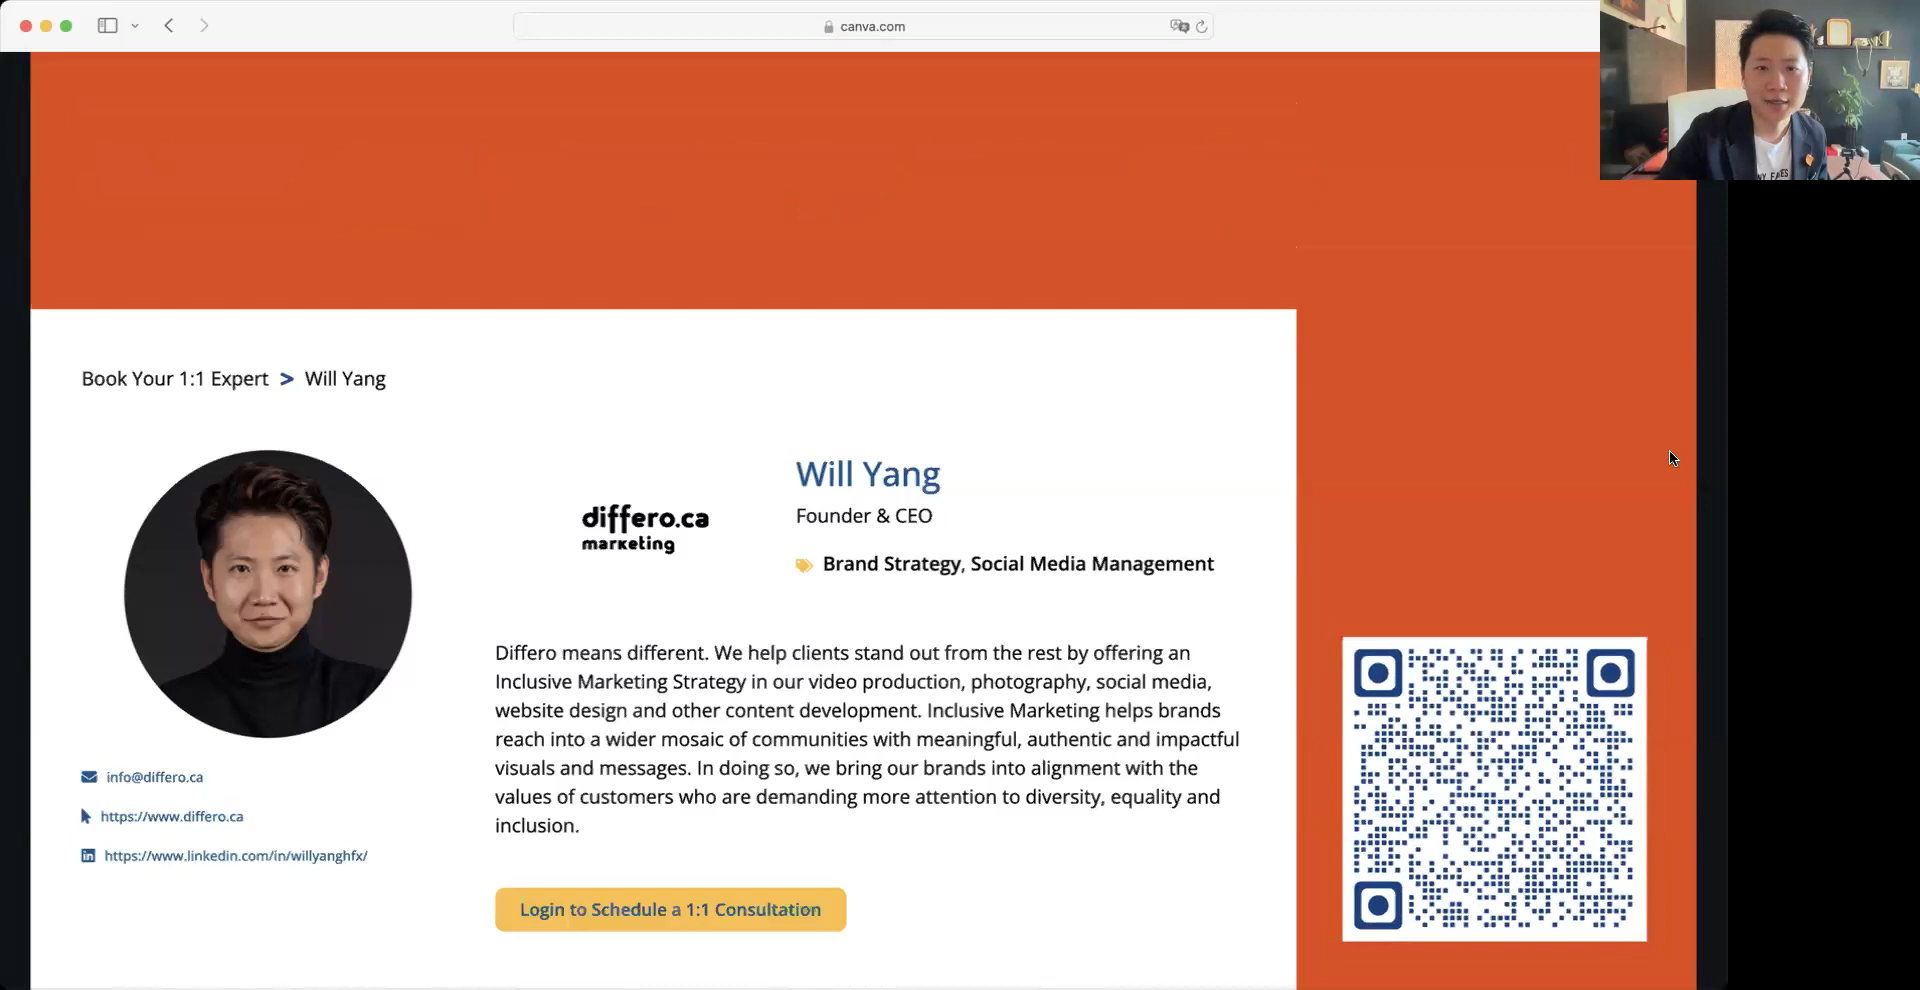 canva.com
Book Your 1:1 Expert > Will Yang
differo.ca
marketing
Will Yang
Founder & CEO
Brand Strategy, Social Media Management
Differo means different. We help clients stand out from the rest by offering an
Inclusive Marketing Strategy in our video production, photography, social media,
website design and other content development. Inclusive Marketing helps brands
reach into a wider mosaic of communities with meaningful, authentic and impactful
visuals and messages. In doing so, we bring our brands into alignment with the
values of customers who are demanding more attention to diversity, equality and
inclusion.
info@differo.ca
https://www.differo.ca
in https://www.linkedin.com/in/willyanghfx/
Login to Schedule a 1:1 Consultation